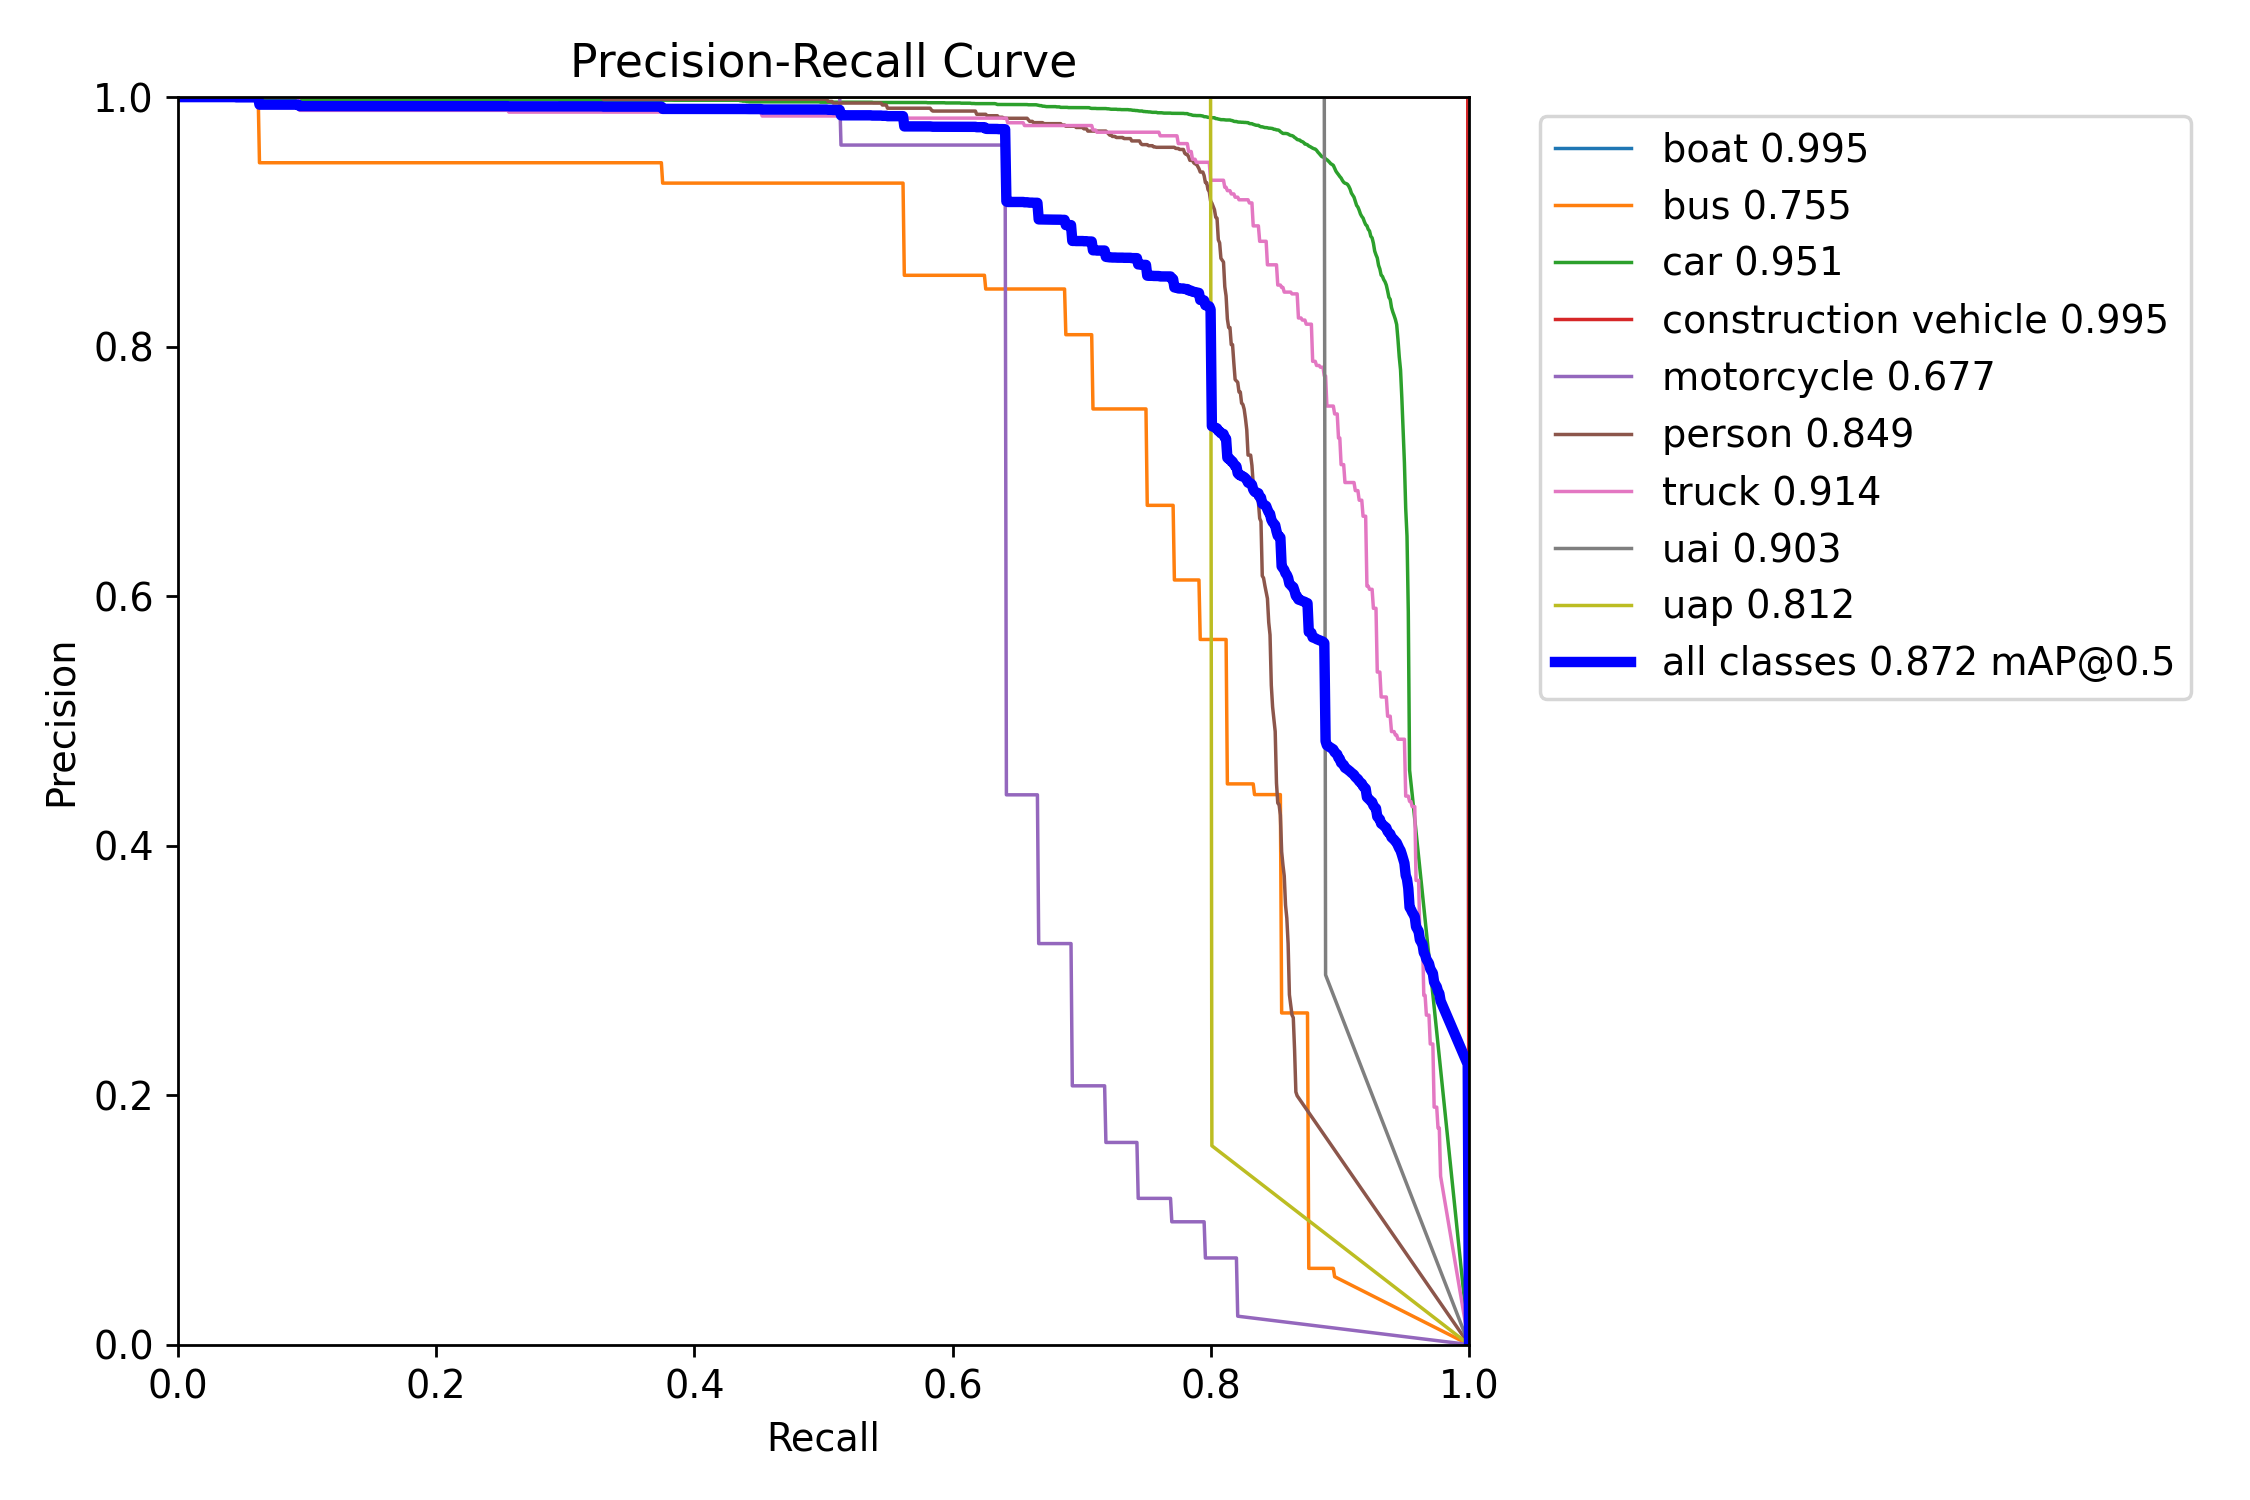 Precision-Recall Curve
1.0
0.8
0.6
0.4
0.2
0.0
Precision
0.0 0.2 0.4 0.6 0.8 1.0
Recall
boat 0.995
bus 0.755
car 0.951
construction vehicle 0.995
motorcycle 0.677
person 0.849
truck 0.914
uai 0.903
uap 0.812
all classes 0.872 mAP@0.5